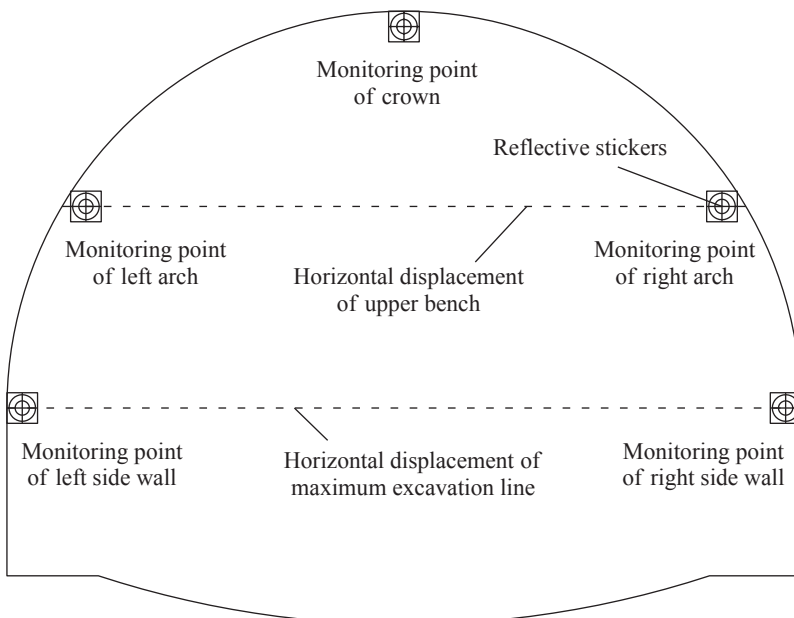 Monitoring point
of crown
Reflective stickers
Monitoring point
of left arch
Horizontal displacement
of upper bench
Monitoring point
of right arch
Monitoring point
of left side wall
Horizontal displacement of
maximum excavation line
Monitoring point
of right side wall